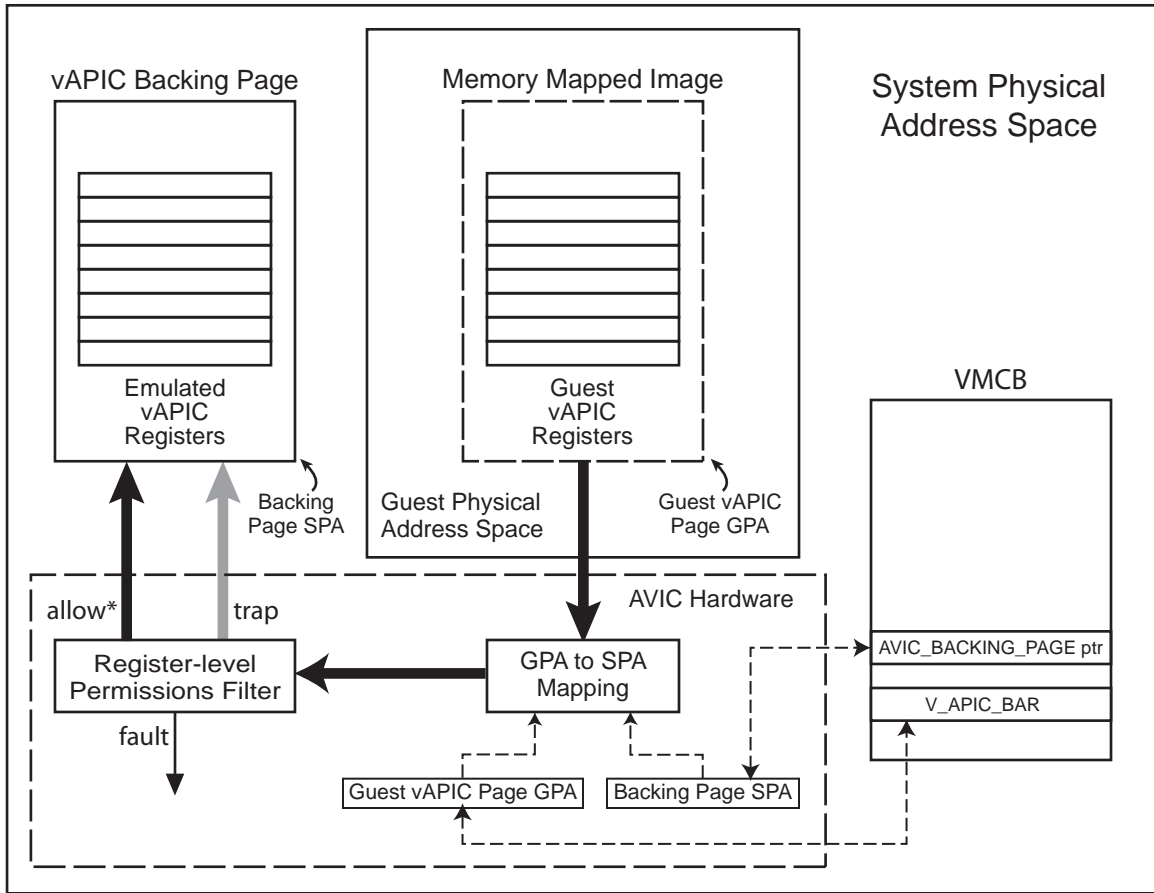 vAPIC Backing Page
Memory Mapped Image
System Physical
Address Space
Emulated
vAPIC
Registers
Guest
vAPIC
Registers
VMCB
Backing
Page SPA
Guest Physical
Address Space
Guest vAPIC
Page GPA
allow*
trap
AVIC Hardware
Register-level
Permissions Filter
GPA to SPA
Mapping
AVIC_BACKING_PAGE ptr
V_APIC_BAR
fault
Guest vAPIC Page GPA
Backing Page SPA